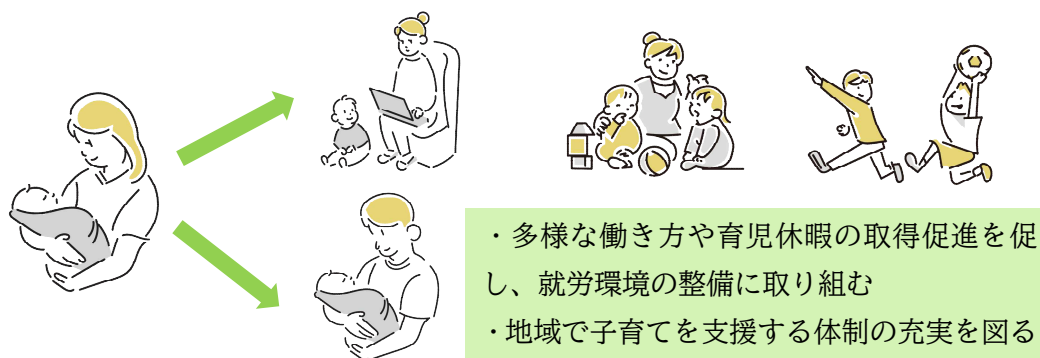 ・多様な働き方や育児休暇の取得促進を促
し、就労環境の整備に取り組む
・地域で子育てを支援する体制の充実を図る